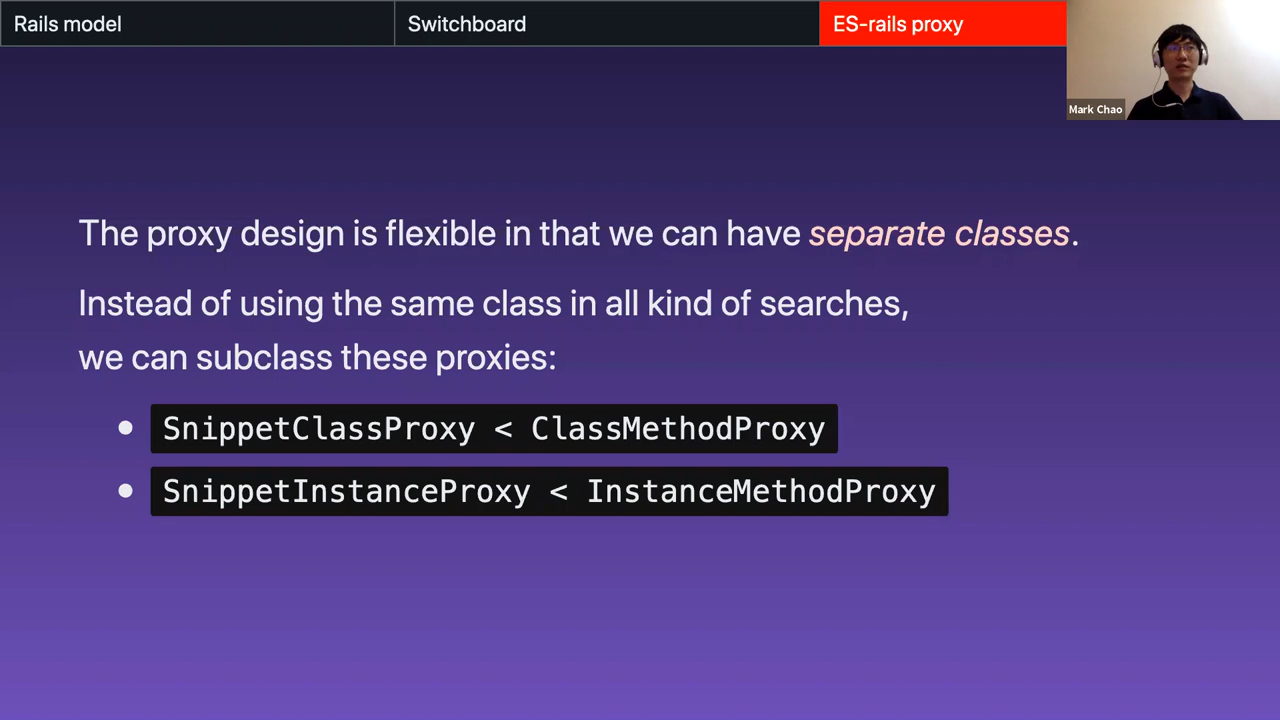 Rails model
Switchboard
ES-rails proxy
Mark Chao
The proxy design is flexible in that we can have separate classes.
Instead of using the same class in all kind of searches,
we can subclass these proxies:
SnippetClassProxy < ClassMethodProxy
SnippetInstanceProxy < InstanceMethodProxy